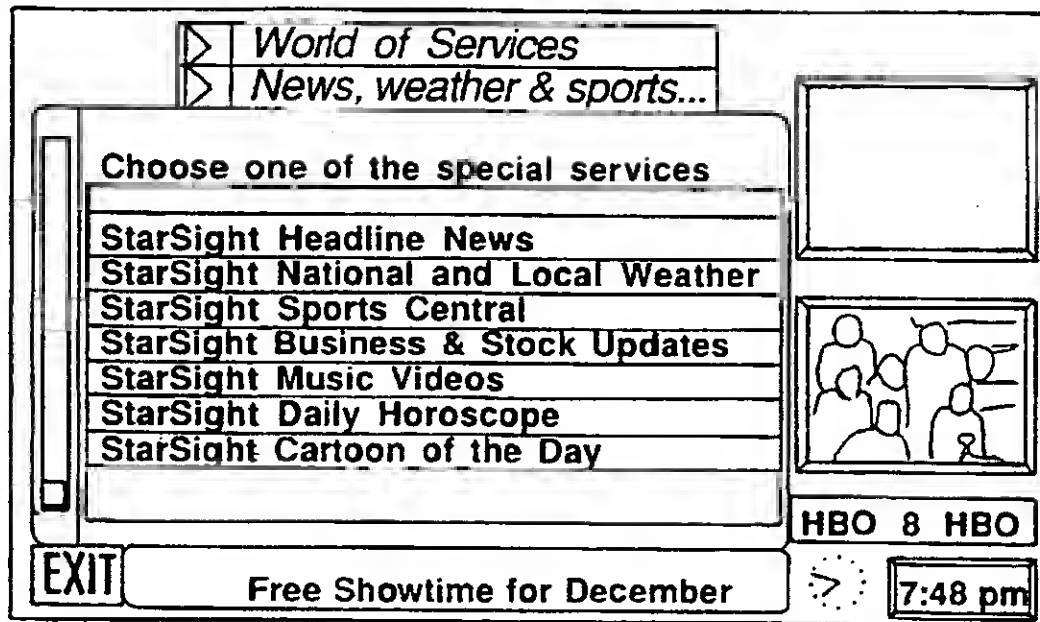 World of Services
News, weather & sports...
Choose one of the special services
StarSight Headline News
StarSight National and Local Weather
StarSight Sports Central
StarSight Business & Stock Updates
StarSight Music Videos
StarSight Daily Horoscope
StarSight Cartoon of the Day
HBO 8 HBO
EXIT
Free Showtime for December
7:48 pm